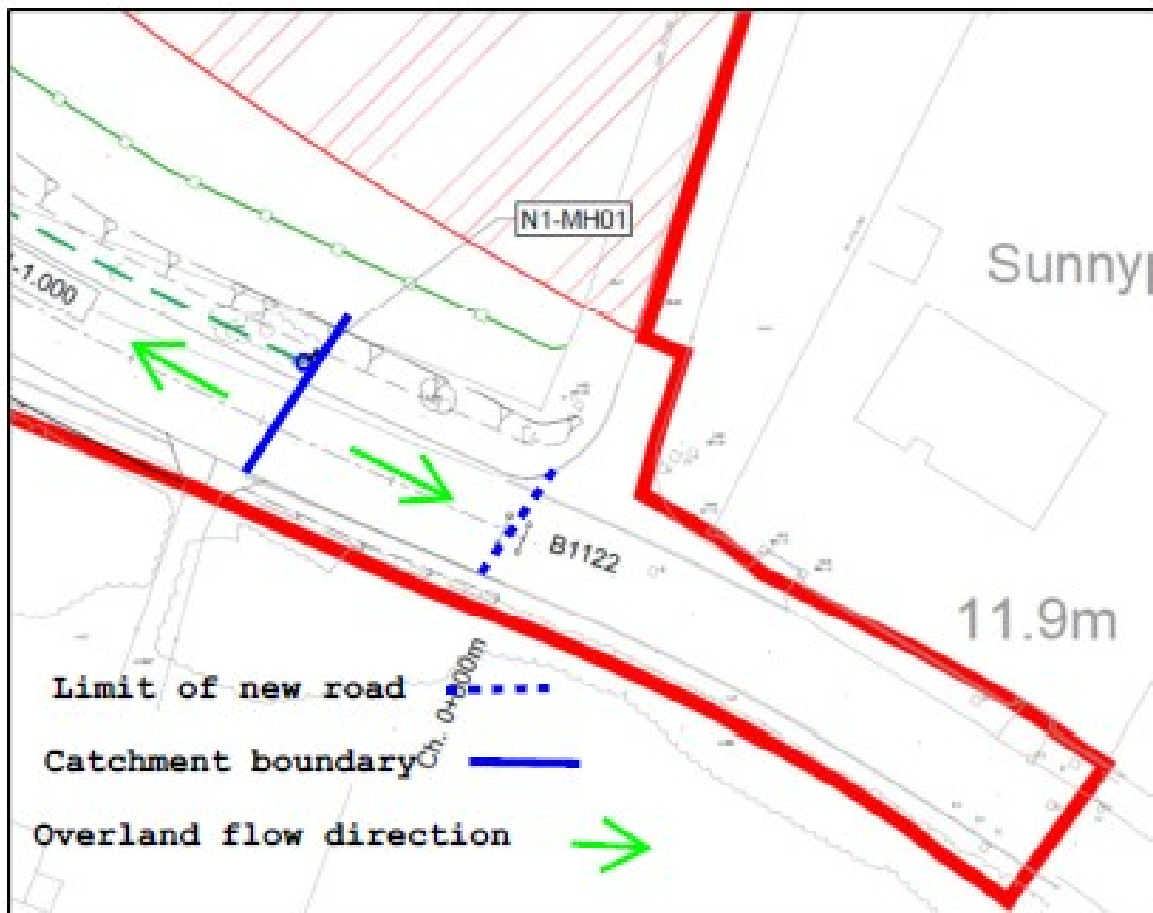 N1-MH01
Sunnyp
-1.000
B1122
11.9m
Limit of new road
Ch. 0+000m
Catchment boundary
Overland flow direction